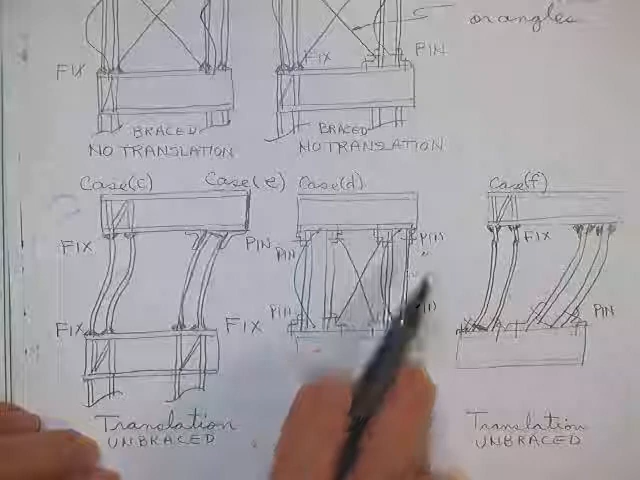 or angles
FIX
FIX
PIN
BRACED
NO TRANSLATION
BRACED
NO TRANSLATION
Case(c)
Case(e)
Case(d)
Case(f)
FIX
PIN
PIN
PIN
"
FIX
FIX
FIX
PIN
PIN
Translation
UNBRACED
Translation
UNBRACED